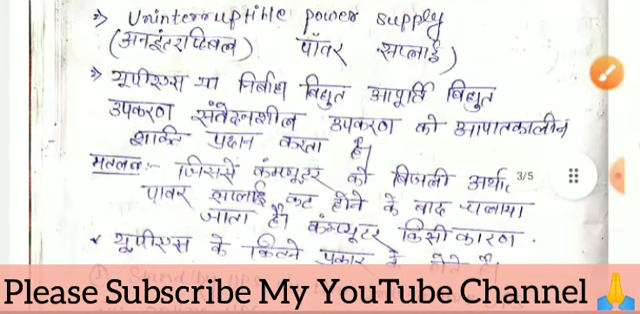 ⇒ Uninterruptible power supply
(अनइंटरप्टिबल पॉवर सप्लाई)
⇒ यूपीएस या निर्बाध विद्युत आपूर्ति विद्युत
उपकरण संवेदनशील उपकरण को आपातकालीन
शक्ति प्रदान करता है।
मतलब:- जिससे कंप्यूटर को बिजली अर्थात्
पावर सप्लाई कट होने के बाद चलाया
जाता है। कंम्प्यूटर किसी कारण.
यूपीएस के कितने प्रकार के होते है।
3/5
Please Subscribe My YouTube Channel 🙏